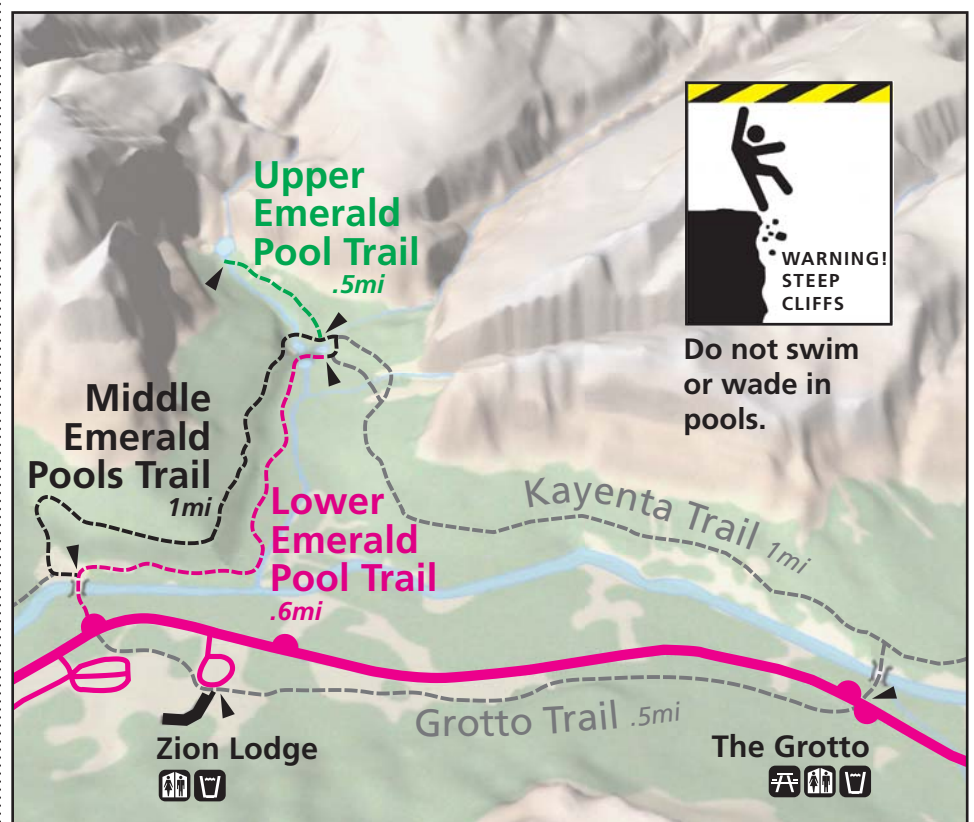 Upper
Emerald
Pool Trail
.5mi
WARNING!
STEEP
CLIFFS
Do not swim
or wade in
pools.
Middle
Emerald
Pools Trail
1mi
Lower
Emerald
Pool Trail
.6mi
Kayenta Trail 1mi
Grotto Trail .5mi
Zion Lodge
The Grotto